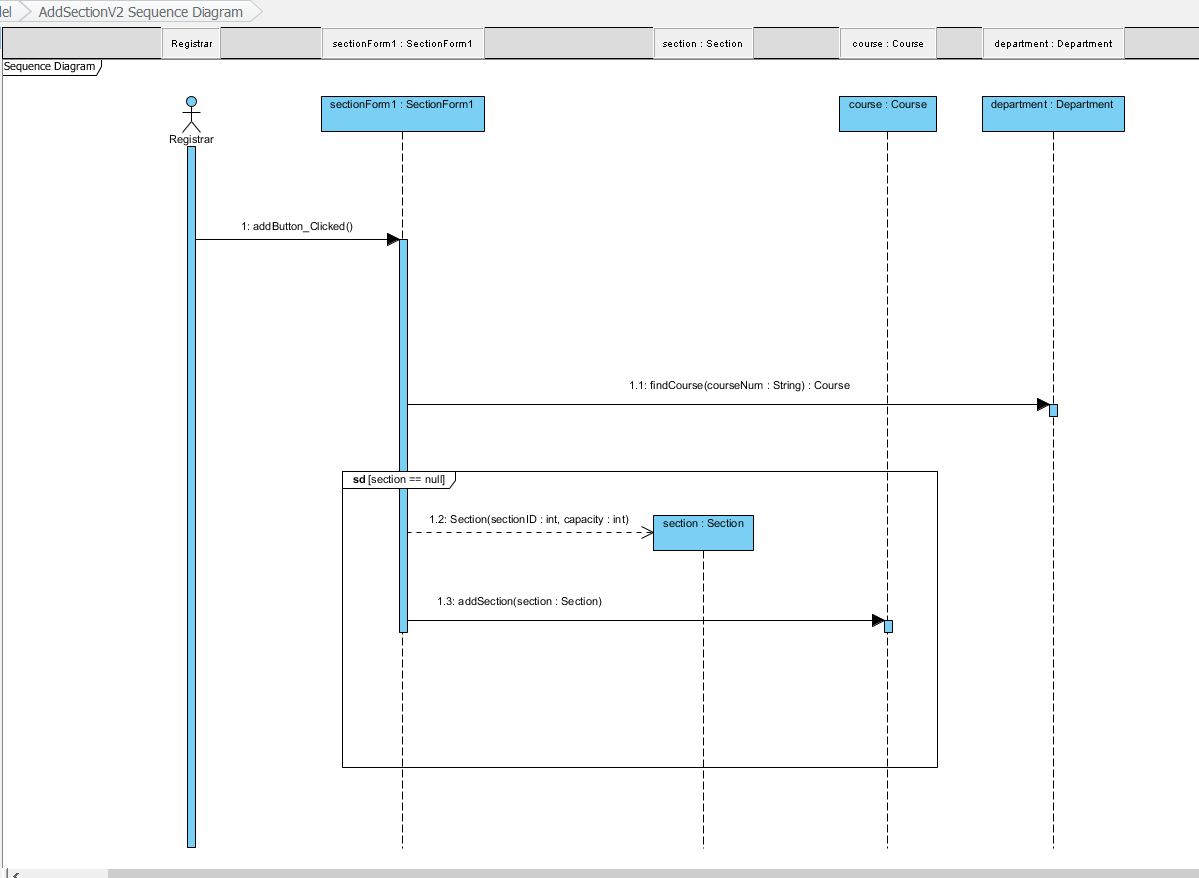 el
AddSectionV2 Sequence Diagram
Registrar
sectionForm1 : SectionForm1
section : Section
course : Course
department : Department
Sequence Diagram
sectionForm1 : SectionForm1
course : Course
department : Department
Registrar
1: addButton_Clicked()
1.1: findCourse(courseNum : String) : Course
sd [section == null]
1.2: Section(sectionID : int, capacity : int)
section : Section
1.3: addSection(section : Section)